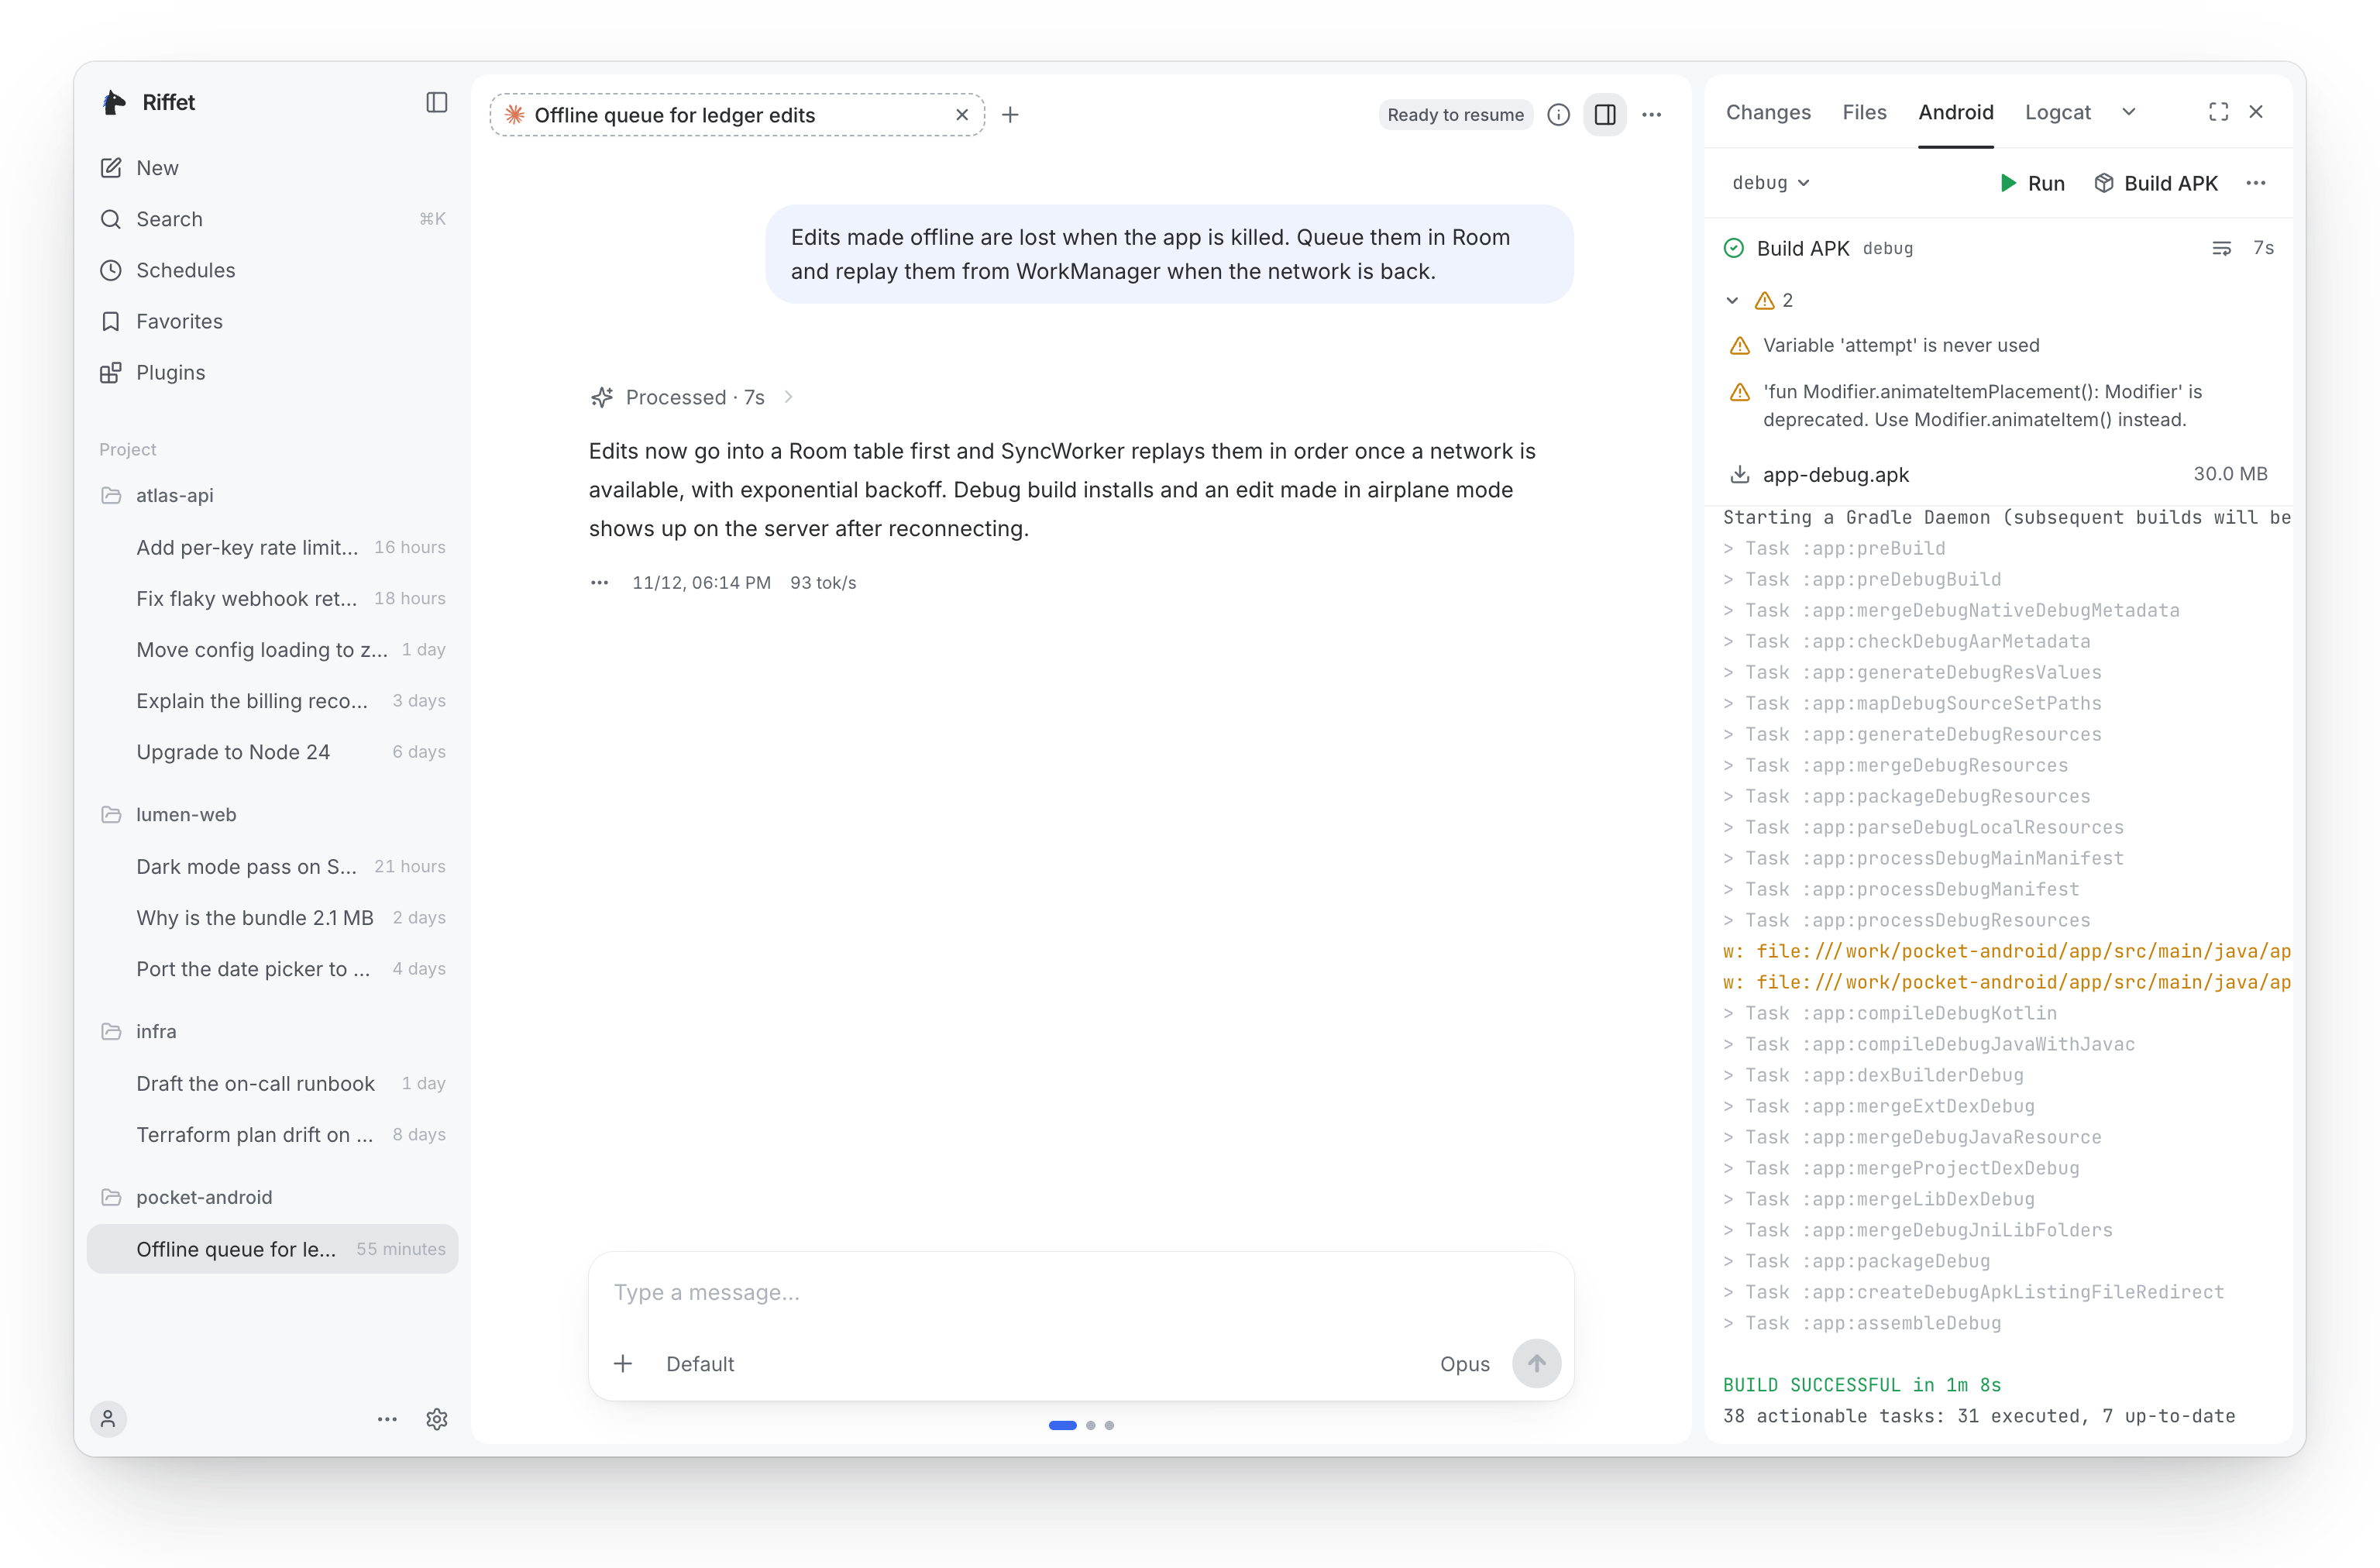 Riffet
New
Search ⌘K
Schedules
Favorites
Plugins
Project
atlas-api
Add per-key rate limit... 16 hours
Fix flaky webhook ret... 18 hours
Move config loading to z... 1 day
Explain the billing reco... 3 days
Upgrade to Node 24 6 days
lumen-web
Dark mode pass on S... 21 hours
Why is the bundle 2.1 MB 2 days
Port the date picker to ... 4 days
infra
Draft the on-call runbook 1 day
Terraform plan drift on ... 8 days
pocket-android
Offline queue for le... 55 minutes
Offline queue for ledger edits
Ready to resume
Edits made offline are lost when the app is killed. Queue them in Room
and replay them from WorkManager when the network is back.
Processed · 7s
Edits now go into a Room table first and SyncWorker replays them in order once a network is
available, with exponential backoff. Debug build installs and an edit made in airplane mode
shows up on the server after reconnecting.
11/12, 06:14 PM 93 tok/s
Type a message...
Default Opus
Changes Files Android Logcat
debug Run Build APK
Build APK debug 7s
2
Variable 'attempt' is never used
'fun Modifier.animateItemPlacement(): Modifier' is
deprecated. Use Modifier.animateItem() instead.
app-debug.apk 30.0 MB
Starting a Gradle Daemon (subsequent builds will be
> Task :app:preBuild
> Task :app:preDebugBuild
> Task :app:mergeDebugNativeDebugMetadata
> Task :app:checkDebugAarMetadata
> Task :app:generateDebugResValues
> Task :app:mapDebugSourceSetPaths
> Task :app:generateDebugResources
> Task :app:mergeDebugResources
> Task :app:packageDebugResources
> Task :app:parseDebugLocalResources
> Task :app:processDebugMainManifest
> Task :app:processDebugManifest
> Task :app:processDebugResources
w: file:///work/pocket-android/app/src/main/java/ap
w: file:///work/pocket-android/app/src/main/java/ap
> Task :app:compileDebugKotlin
> Task :app:compileDebugJavaWithJavac
> Task :app:dexBuilderDebug
> Task :app:mergeExtDexDebug
> Task :app:mergeDebugJavaResource
> Task :app:mergeProjectDexDebug
> Task :app:mergeLibDexDebug
> Task :app:mergeDebugJniLibFolders
> Task :app:packageDebug
> Task :app:createDebugApkListingFileRedirect
> Task :app:assembleDebug
BUILD SUCCESSFUL in 1m 8s
38 actionable tasks: 31 executed, 7 up-to-date